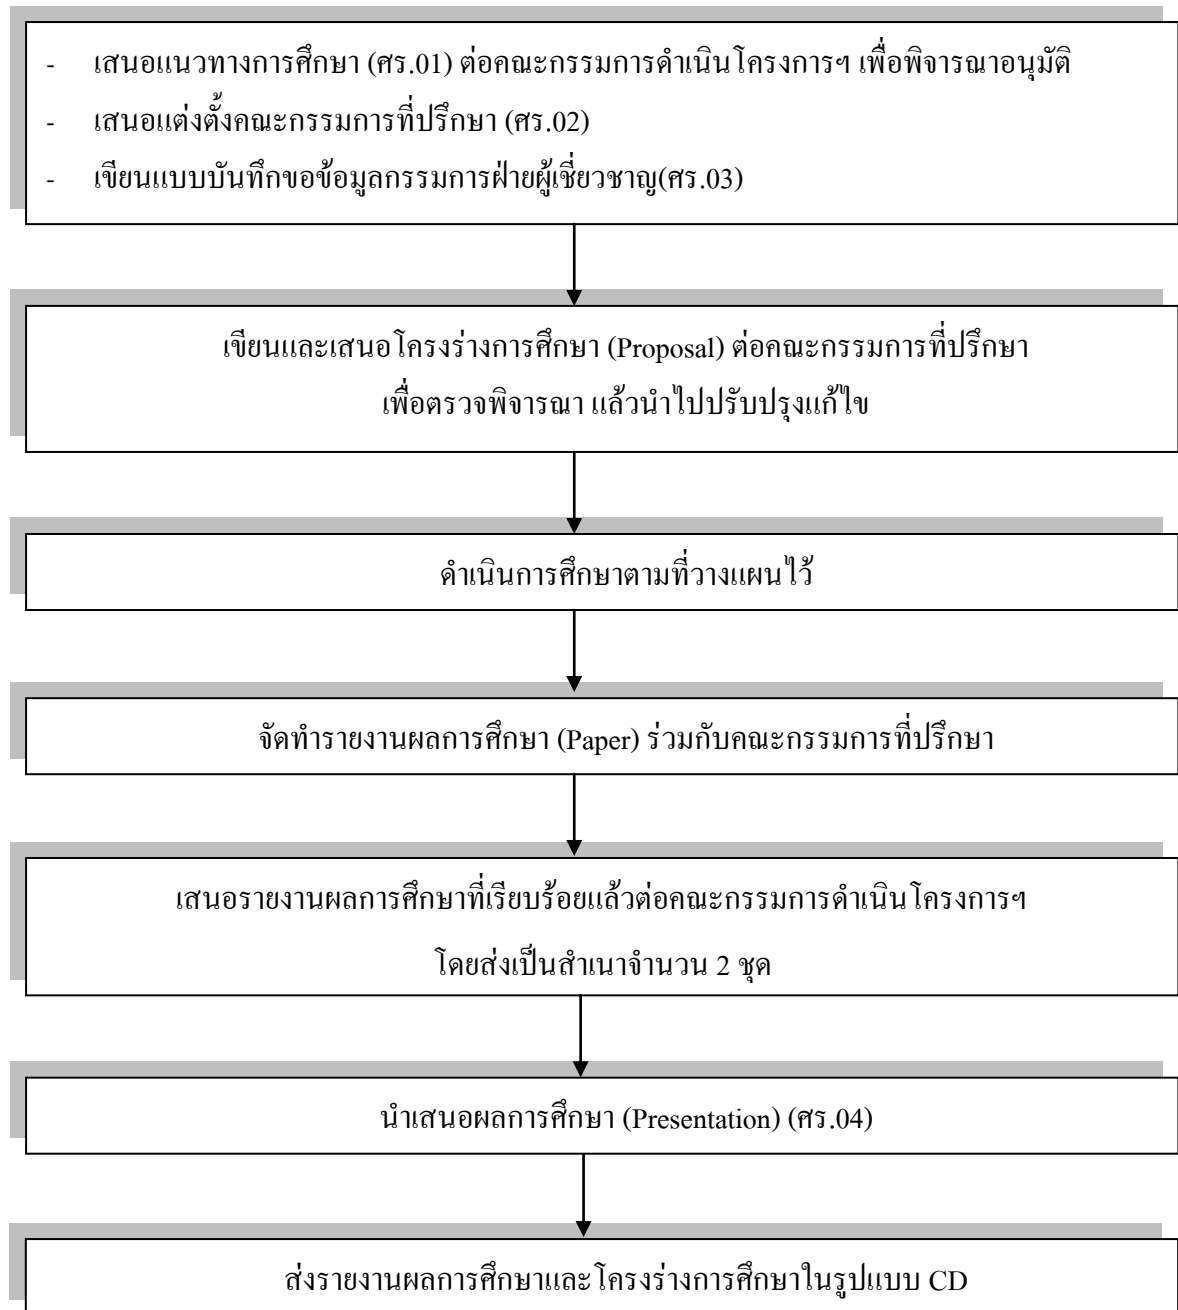 - เสนอแนวทางการศึกษา (ศร.01) ต่อคณะกรรมการดำเนินโครงการฯ เพื่อพิจารณาอนุมัติ
- เสนอแต่งตั้งคณะกรรมการที่ปรึกษา (ศร.02)
- เขียนแบบบันทึกขอข้อมูลกรรมการฝ่ายผู้เชี่ยวชาญ(ศร.03)
เขียนและเสนอโครงร่างการศึกษา (Proposal) ต่อคณะกรรมการที่ปรึกษา
เพื่อตรวจพิจารณา แล้วนำไปปรับปรุงแก้ไข
ดำเนินการศึกษาตามที่วางแผนไว้
จัดทำรายงานผลการศึกษา (Paper) ร่วมกับคณะกรรมการที่ปรึกษา
เสนอรายงานผลการศึกษาที่เรียบร้อยแล้วต่อคณะกรรมการดำเนินโครงการฯ
โดยส่งเป็นสำเนาจำนวน 2 ชุด
นำเสนอผลการศึกษา (Presentation) (ศร.04)
ส่งรายงานผลการศึกษาและโครงร่างการศึกษาในรูปแบบ CD